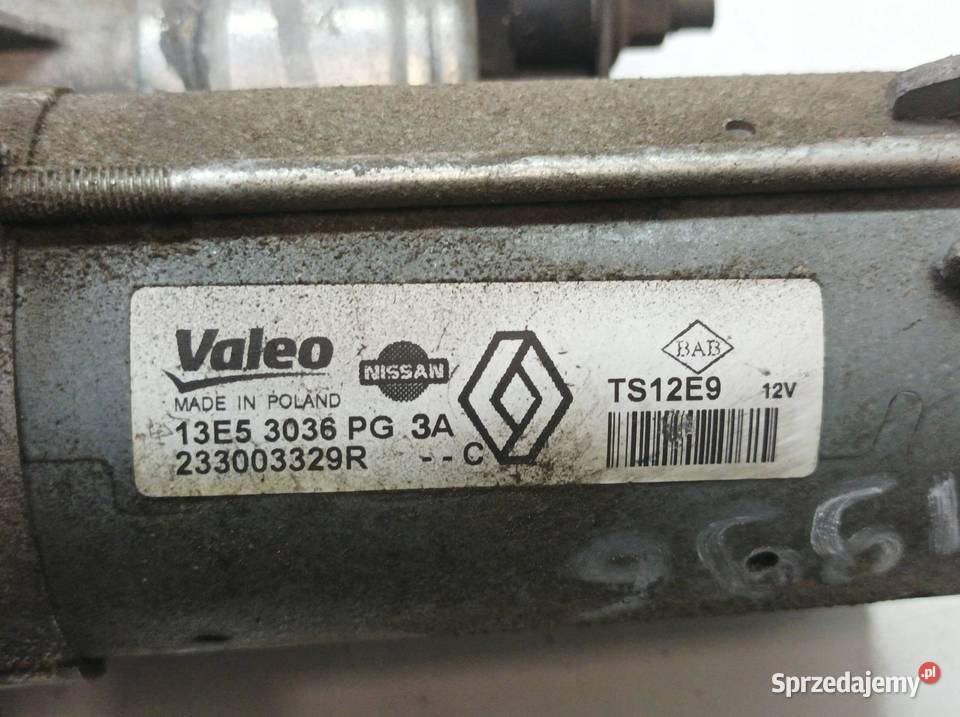 Valeo
MADE IN POLAND
NISSAN
13E5 3036 PG 3A
233003329R -- C
BAB
TS12E9 12V
Sprzedajemy.pl